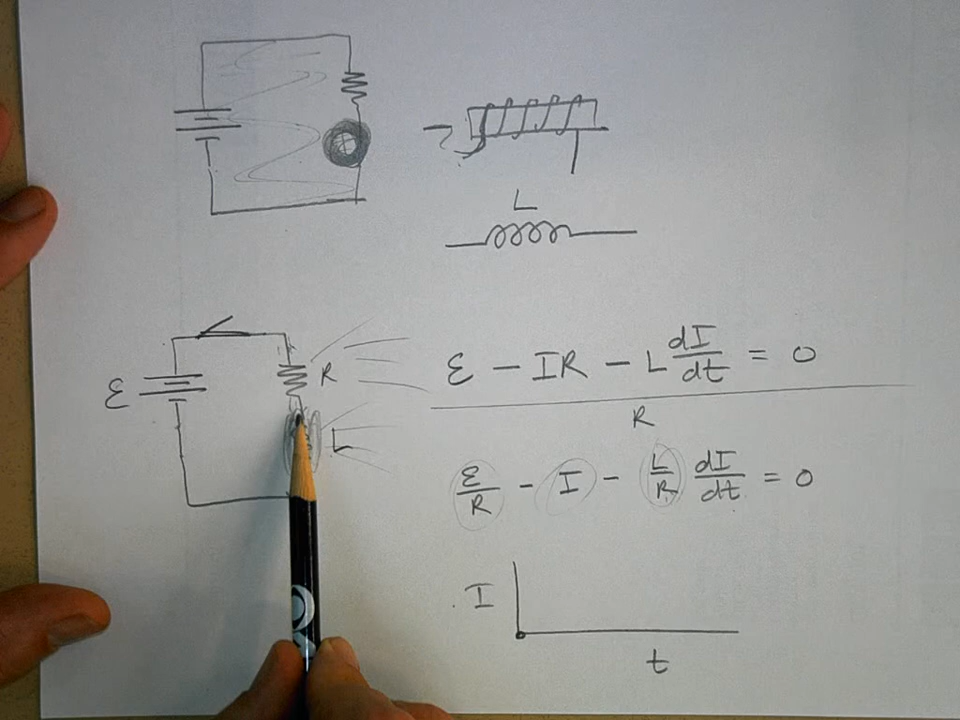 L
ε
R
L
ε - IR - L dI/dt = 0
R
ε/R - I - L/R dI/dt = 0
I
t